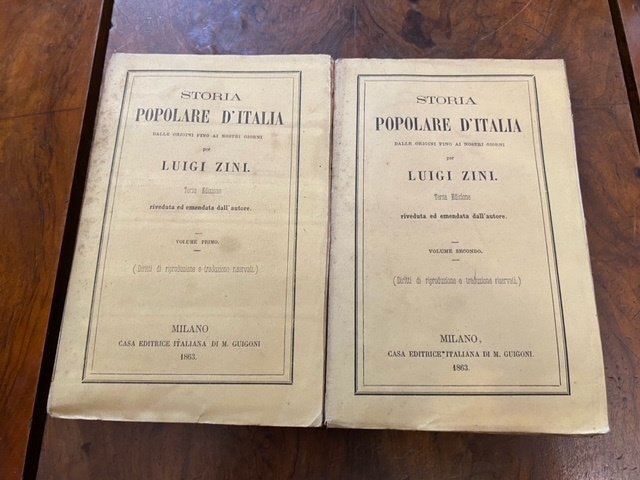 STORIA
POPOLARE D'ITALIA
DALLE ORIGINI FINO AI NOSTRI GIORNI
per
LUIGI ZINI.
Terza Edizione
riveduta ed emendata dall'autore.
VOLUME PRIMO.
(Diritti di riproduzione e traduzione riservati.)
MILANO
CASA EDITRICE ITALIANA DI M. GUIGONI
1863.
STORIA
POPOLARE D'ITALIA
DALLE ORIGINI FINO AI NOSTRI GIORNI
per
LUIGI ZINI.
Terza Edizione
riveduta ed emendata dall'autore.
VOLUME SECONDO.
(Diritti di riproduzione e traduzione riservati.)
MILANO,
CASA EDITRICE ITALIANA DI M. GUIGONI.
1863.